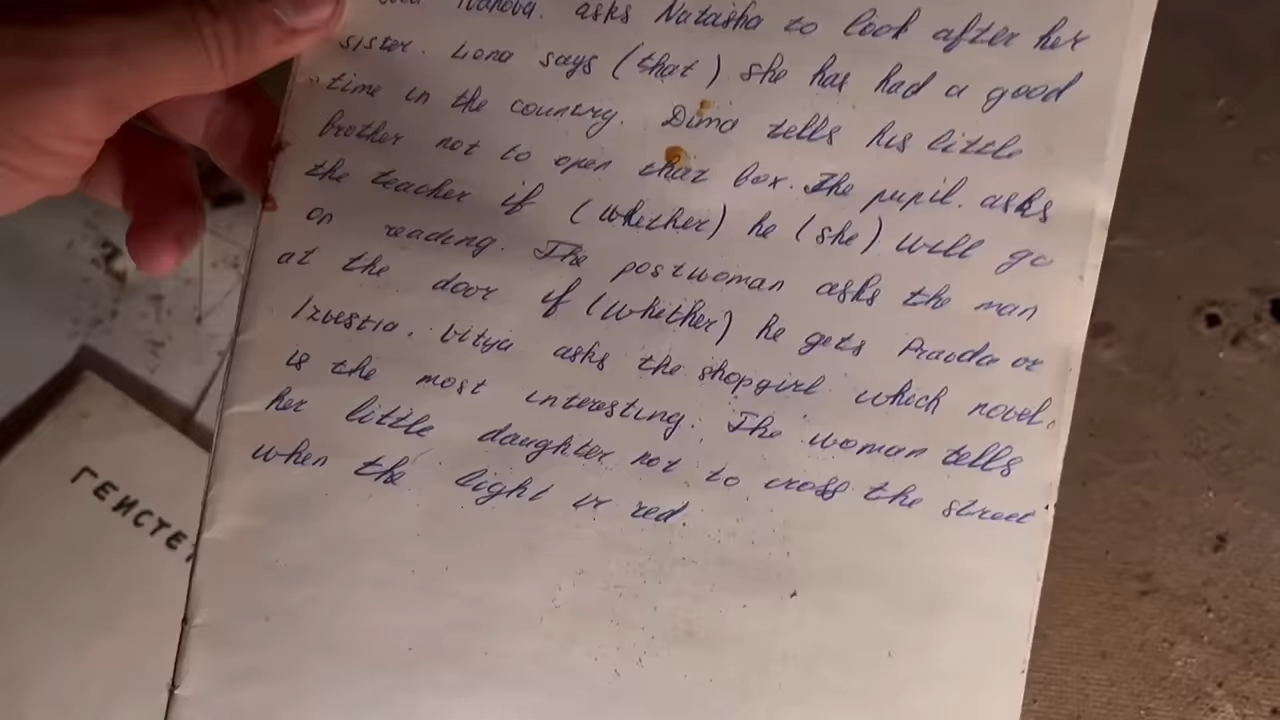 Ivanova. asks Natasha to look after her
sister. Lena says (that) she has had a good
time in the country. Dima tells his little
brother not to open that box. The pupil. asks
the teacher if (whether) he (she) will go
on reading. The postwoman asks the man
at the door if (whether) he gets Pravda or
Izvestia. Vitya asks the shopgirl which novel.
is the most interesting. The woman tells
her little daughter not to cross the street
when the light is red.
ГЕНСТЕ